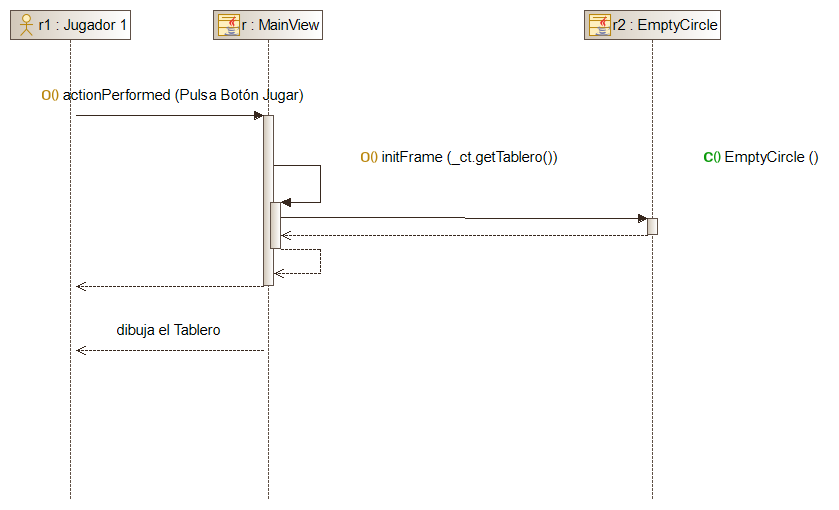 r1 : Jugador 1
r : MainView
r2 : EmptyCircle
O() actionPerformed (Pulsa Botón Jugar)
O() initFrame (_ct.getTablero())
C() EmptyCircle ()
dibuja el Tablero